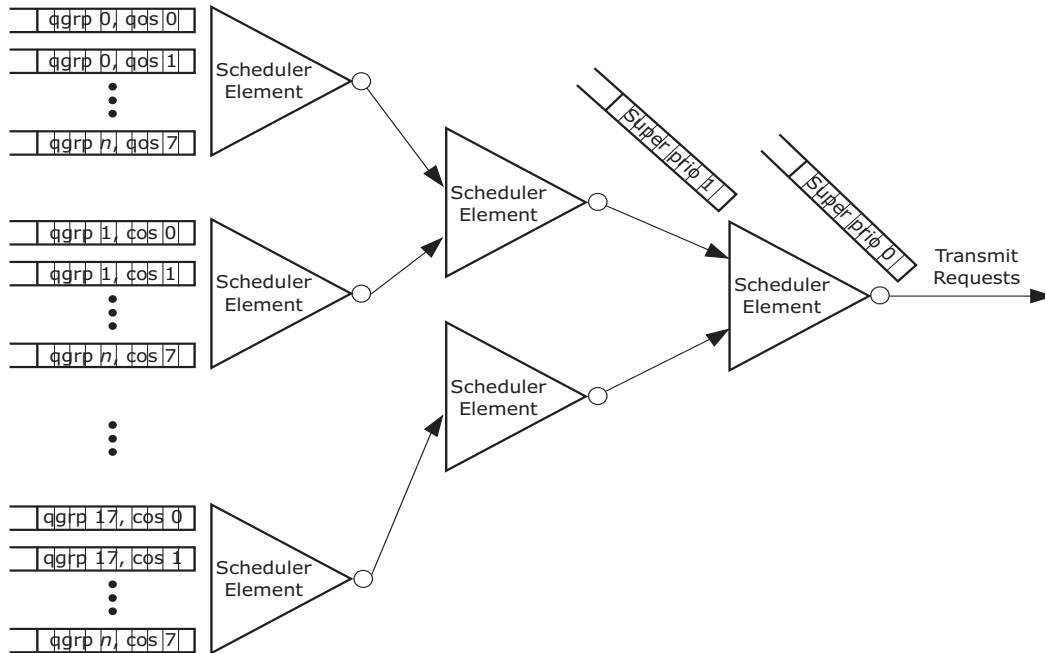 qgrp 0, qos 0
qgrp 0, qos 1
qgrp n, qos 7
Scheduler
Element
qgrp 1, cos 0
qgrp 1, cos 1
qgrp n, cos 7
Scheduler
Element
qgrp 17, cos 0
qgrp 17, cos 1
qgrp n, cos 7
Scheduler
Element
Scheduler
Element
Scheduler
Element
Super prio 1
Super prio 0
Scheduler
Element
Transmit
Requests